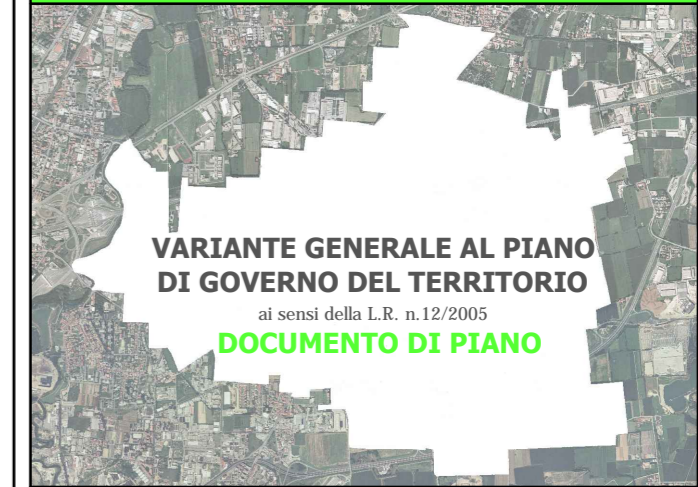 VARIANTE GENERALE AL PIANO
DI GOVERNO DEL TERRITORIO
ai sensi della L.R. n.12/2005
DOCUMENTO DI PIANO